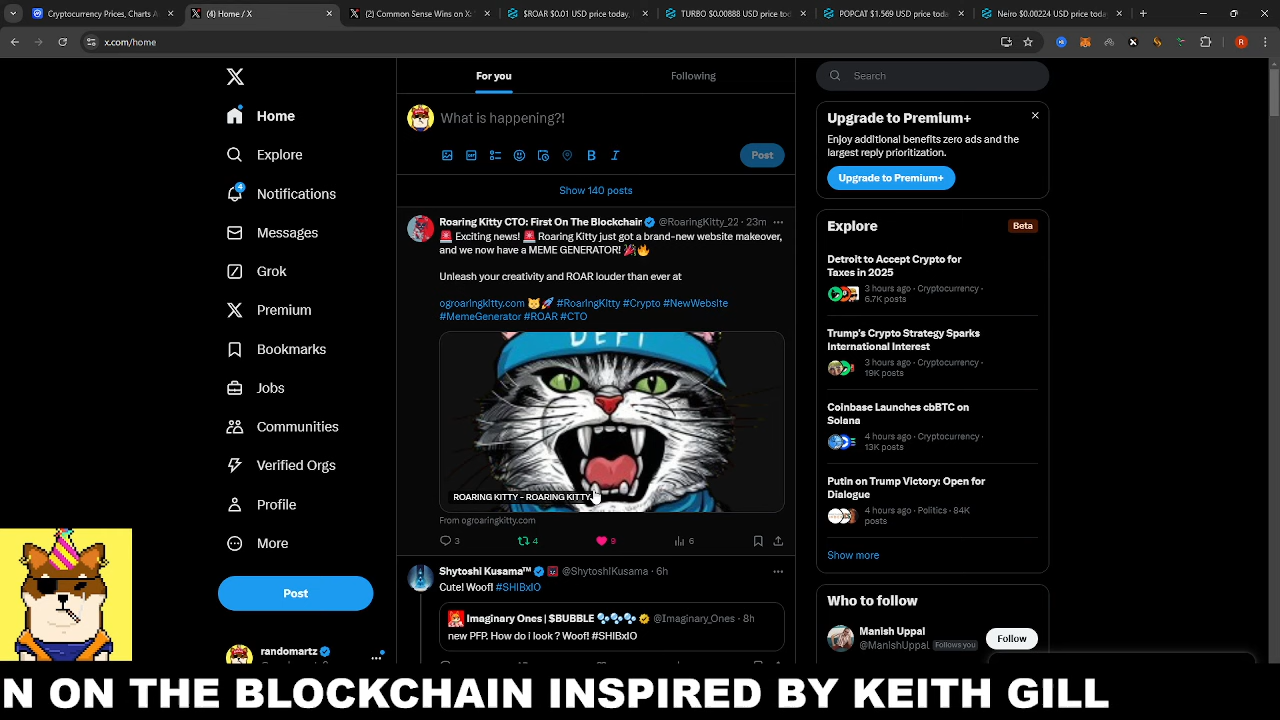 Cryptocurrency Prices, Charts A
(4) Home / X
(2) Common Sense Wins on X:
$ROAR $0.01 USD price today,
TURBO $0.00888 USD price toc
POPCAT $1.590 USD price toda
Neiro $0.00224 USD price toda
x.com/home
For you
Following
Search
What is happening?!
Post
Show 140 posts
Home
Explore
4
Notifications
Messages
Grok
Premium
Bookmarks
Jobs
Communities
Verified Orgs
Profile
More
Post
randomartz
Roaring Kitty CTO: First On The Blockchain @RoaringKitty_22 · 23m
🚨 Exciting news! 🚨 Roaring Kitty just got a brand-new website makeover,
and we now have a MEME GENERATOR! 🎉🔥
Unleash your creativity and ROAR louder than ever at
ogroaringkitty.com 😼🚀 #RoaringKitty #Crypto #NewWebsite
#MemeGenerator #ROAR #CTO
DEFI
ROARING KITTY - ROARING KITTY
From ogroaringkitty.com
3
4
9
6
Shytoshi Kusama™ @ShytoshiKusama · 6h
Cute! Woof! #SHIBxIO
Imaginary Ones | $BUBBLE 🫧🫧🫧 @Imaginary_Ones · 8h
new PFP. How do i look ? Woof! #SHIBxIO
Upgrade to Premium+
Enjoy additional benefits zero ads and the
largest reply prioritization.
Upgrade to Premium+
Explore
Beta
Detroit to Accept Crypto for
Taxes in 2025
3 hours ago · Cryptocurrency ·
6.7K posts
Trump's Crypto Strategy Sparks
International Interest
3 hours ago · Cryptocurrency ·
19K posts
Coinbase Launches cbBTC on
Solana
4 hours ago · Cryptocurrency ·
13K posts
Putin on Trump Victory: Open for
Dialogue
4 hours ago · Politics · 84K
posts
Show more
Who to follow
Manish Uppal
@ManishUppal Follows you
Follow
N ON THE BLOCKCHAIN INSPIRED BY KEITH GILL